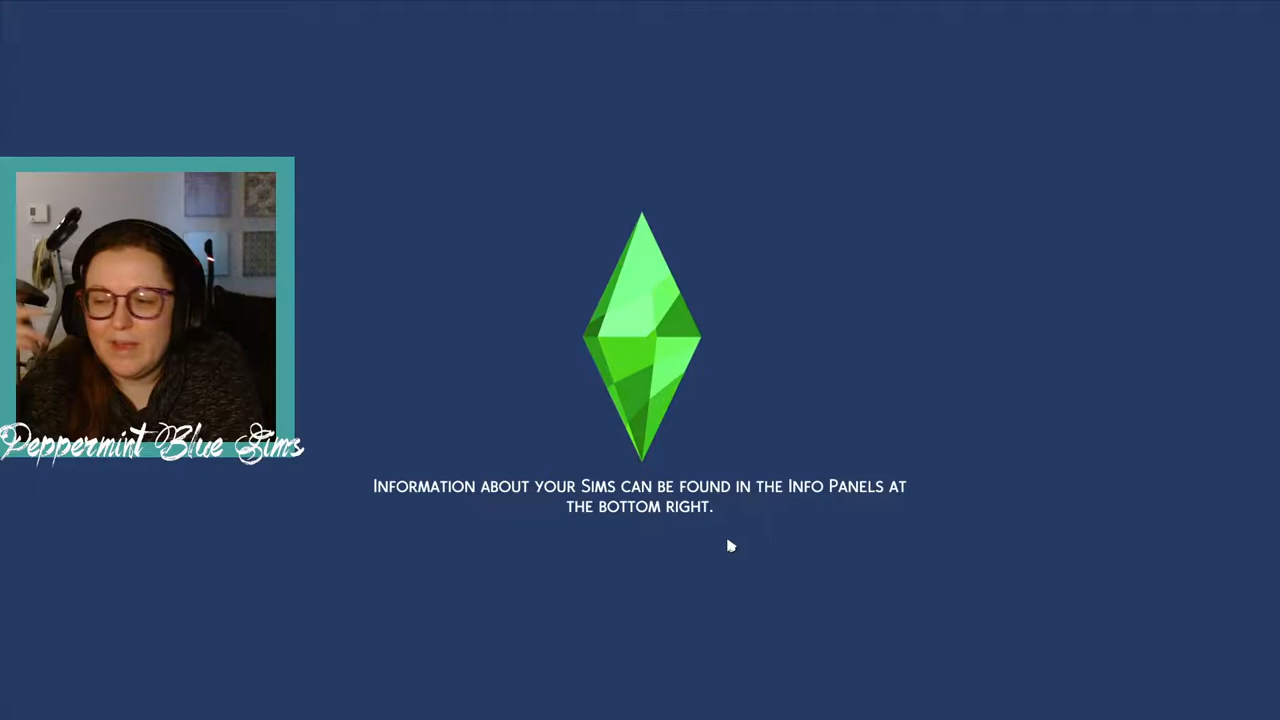 Peppermint Blue Sims
Information about your Sims can be found in the Info Panels at
the bottom right.